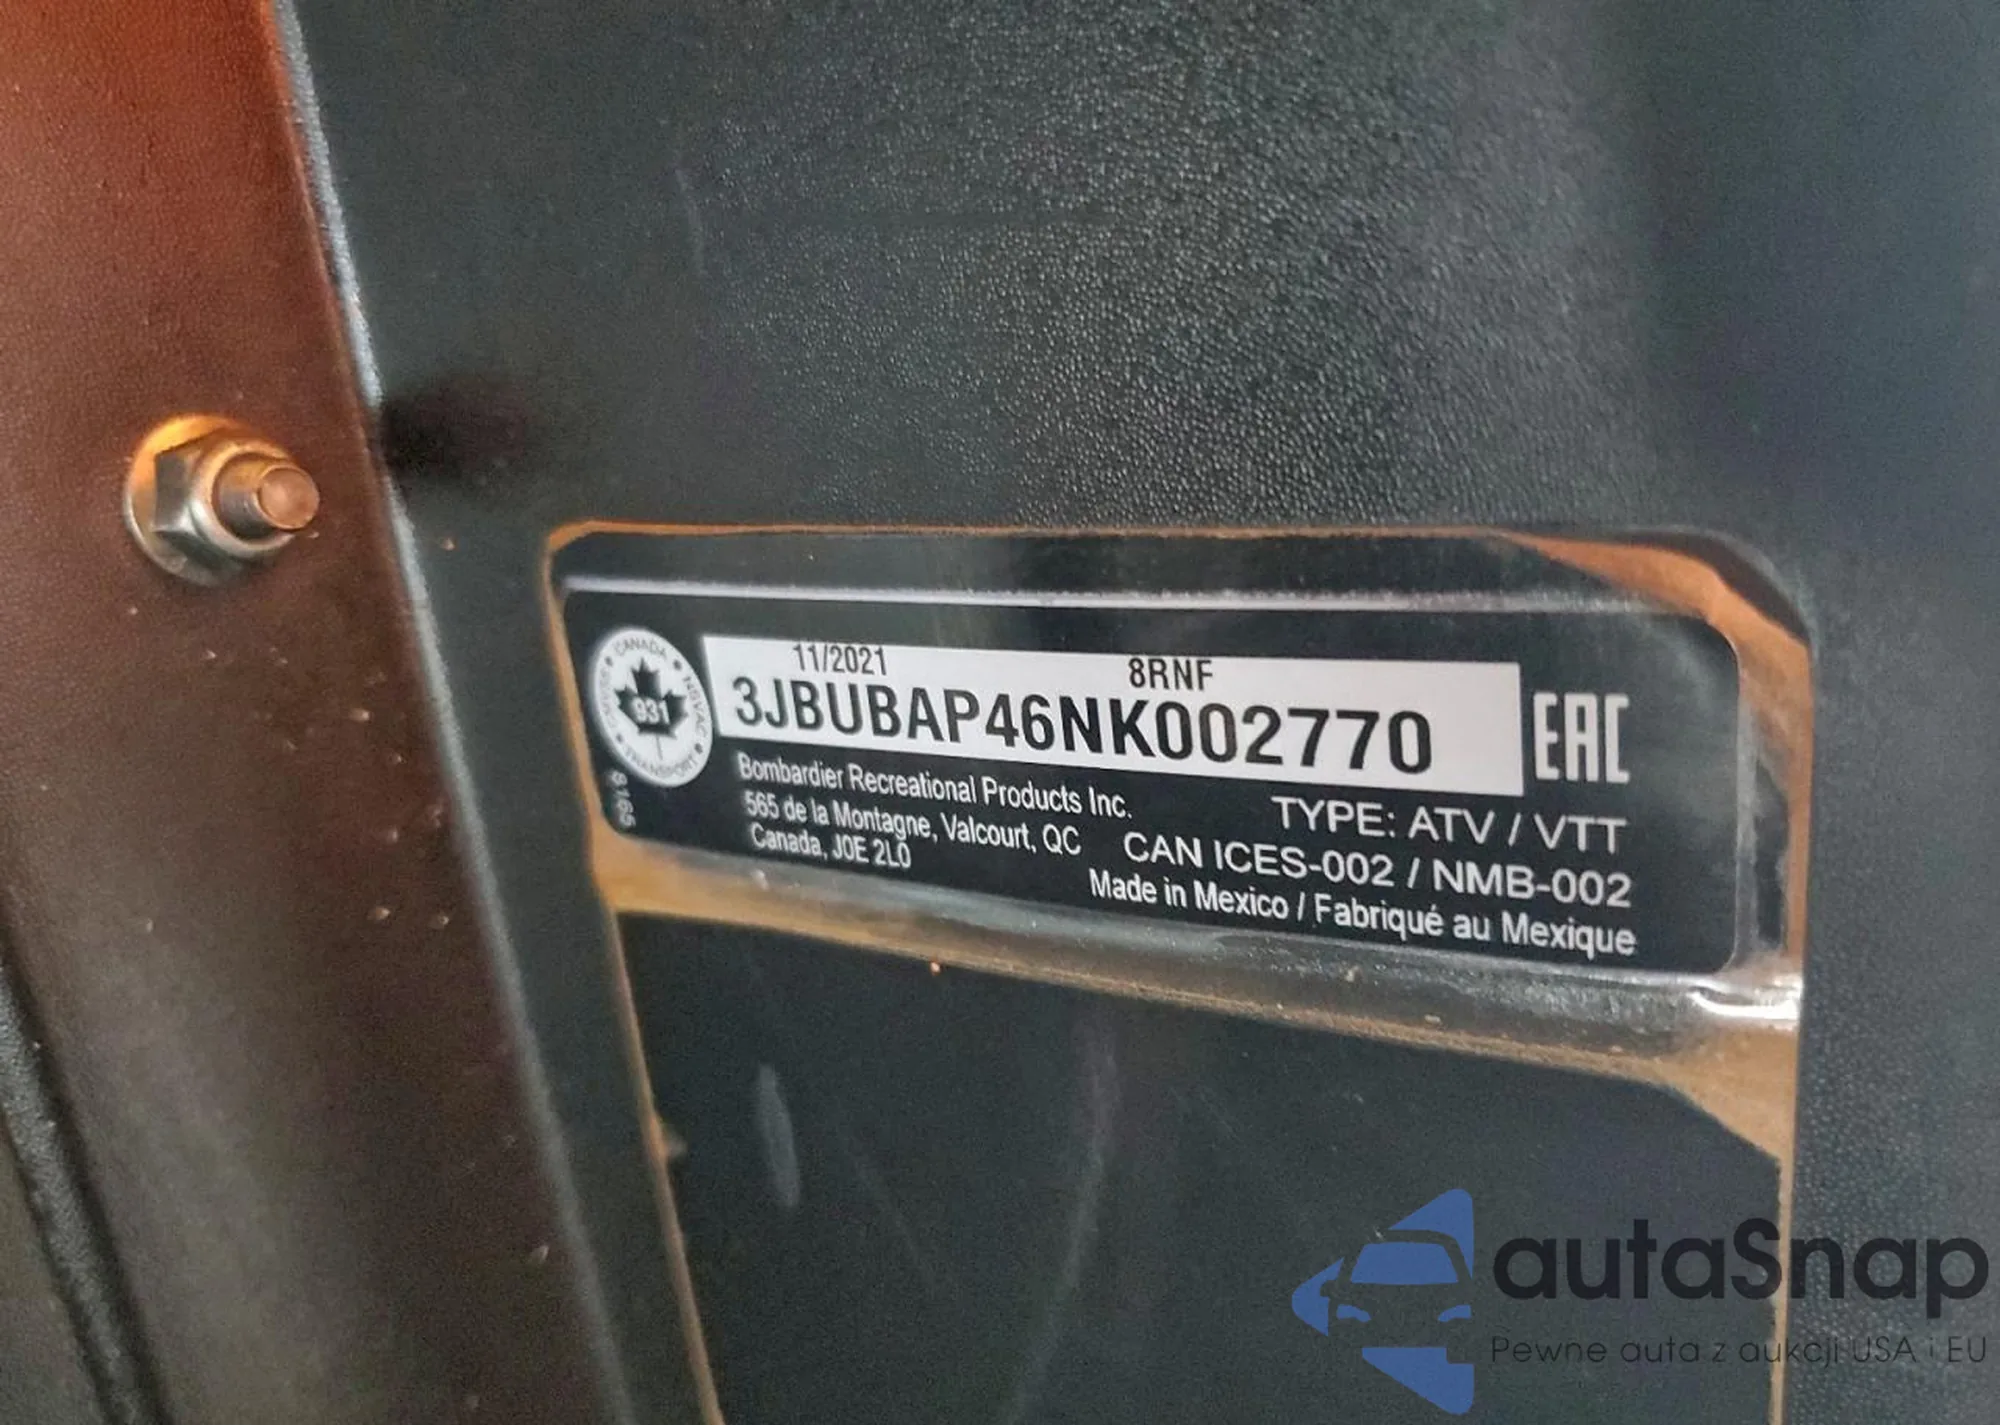 11/2021 8RNF
3JBUBAP46NK002770
EAC
CANADA
NSVAC
TRANSPORT
931
8165
Bombardier Recreational Products Inc.
565 de la Montagne, Valcourt, QC
Canada, J0E 2L0
TYPE: ATV / VTT
CAN ICES-002 / NMB-002
Made in Mexico / Fabriqué au Mexique
autaSnap
Pewne auta z aukcji USA i EU